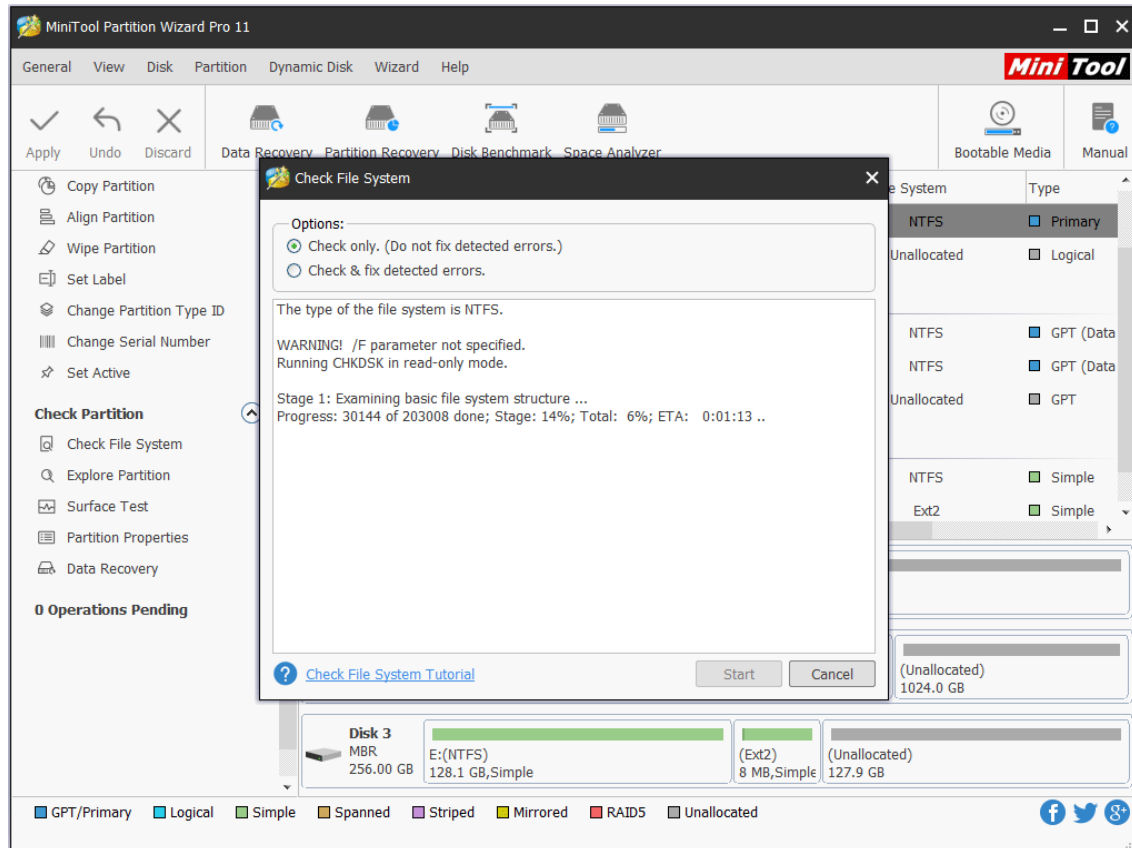 MiniTool Partition Wizard Pro 11
General View Disk Partition Dynamic Disk Wizard Help
Mini Tool
Apply Undo Discard Data Recovery Partition Recovery Disk Benchmark Space Analyzer Bootable Media Manual
Copy Partition
Align Partition
Wipe Partition
Set Label
Change Partition Type ID
Change Serial Number
Set Active
Check Partition
Check File System
Explore Partition
Surface Test
Partition Properties
Data Recovery
0 Operations Pending
Check File System
Options:
Check only. (Do not fix detected errors.)
Check & fix detected errors.
The type of the file system is NTFS.
WARNING! /F parameter not specified.
Running CHKDSK in read-only mode.
Stage 1: Examining basic file system structure ...
Progress: 30144 of 203008 done; Stage: 14%; Total: 6%; ETA: 0:01:13 ..
Check File System Tutorial
Start Cancel
e System Type
NTFS Primary
Unallocated Logical
NTFS GPT (Data
NTFS GPT (Data
Unallocated GPT
NTFS Simple
Ext2 Simple
(Unallocated)
1024.0 GB
Disk 3
MBR
256.00 GB
E:(NTFS)
128.1 GB,Simple
(Ext2)
8 MB,Simple
(Unallocated)
127.9 GB
GPT/Primary Logical Simple Spanned Striped Mirrored RAID5 Unallocated